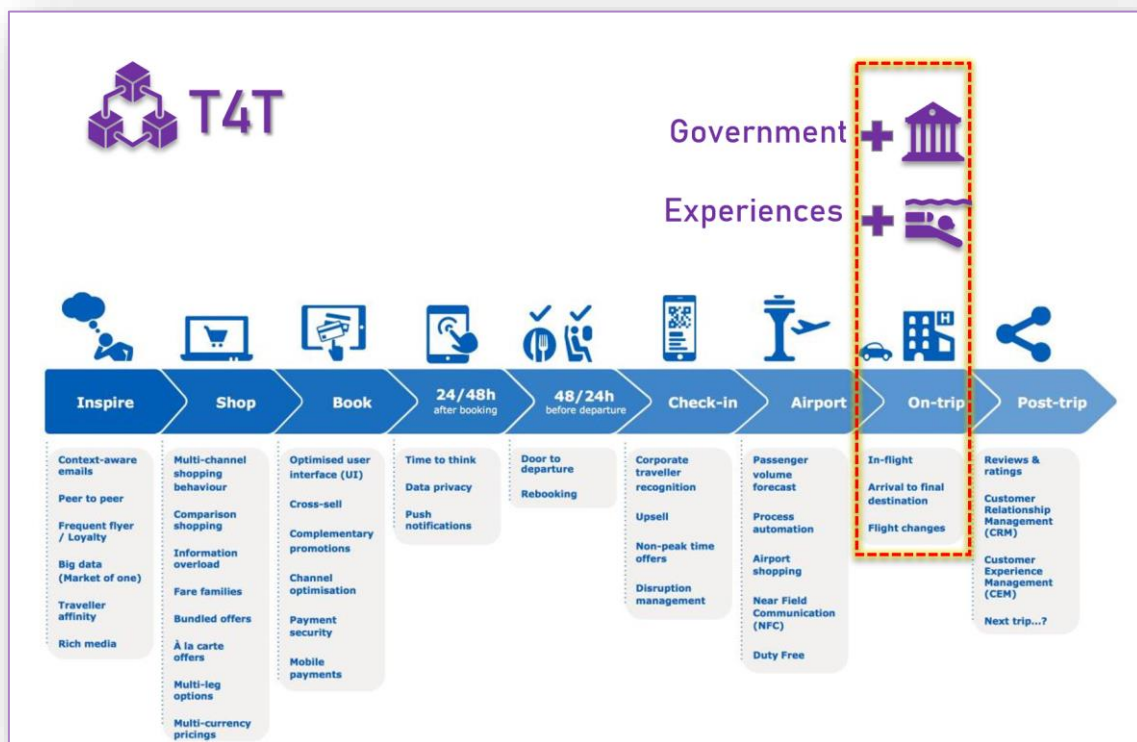 T4T
Government
Experiences
H
Inspire
Shop
Book
24/48h
after booking
48/24h
before departure
Check-in
Airport
On-trip
Post-trip
Context-aware
emails
Peer to peer
Frequent flyer
/ Loyalty
Big data
(Market of one)
Traveller
affinity
Rich media
Multi-channel
shopping
behaviour
Comparison
shopping
Information
overload
Fare families
Bundled offers
À la carte
offers
Multi-leg
options
Multi-currency
pricings
Optimised user
interface (UI)
Cross-sell
Complementary
promotions
Channel
optimisation
Payment
security
Mobile
payments
Time to think
Data privacy
Push
notifications
Door to
departure
Rebooking
Corporate
traveller
recognition
Upsell
Non-peak time
offers
Disruption
management
Passenger
volume
forecast
Process
automation
Airport
shopping
Near Field
Communication
(NFC)
Duty Free
In-flight
Arrival to final
destination
Flight changes
Reviews &
ratings
Customer
Relationship
Management
(CRM)
Customer
Experience
Management
(CEM)
Next trip...?